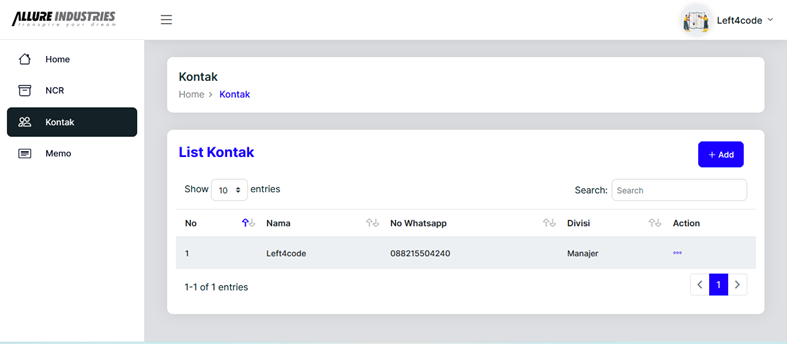 ALLURE INDUSTRIES
transpire your dream
Left4code
Home
NCR
Kontak
Memo
Kontak
Home > Kontak
List Kontak
+ Add
Show 10 entries
Search: Search
No Nama No Whatsapp Divisi Action
1 Left4code 088215504240 Manajer
1-1 of 1 entries
1